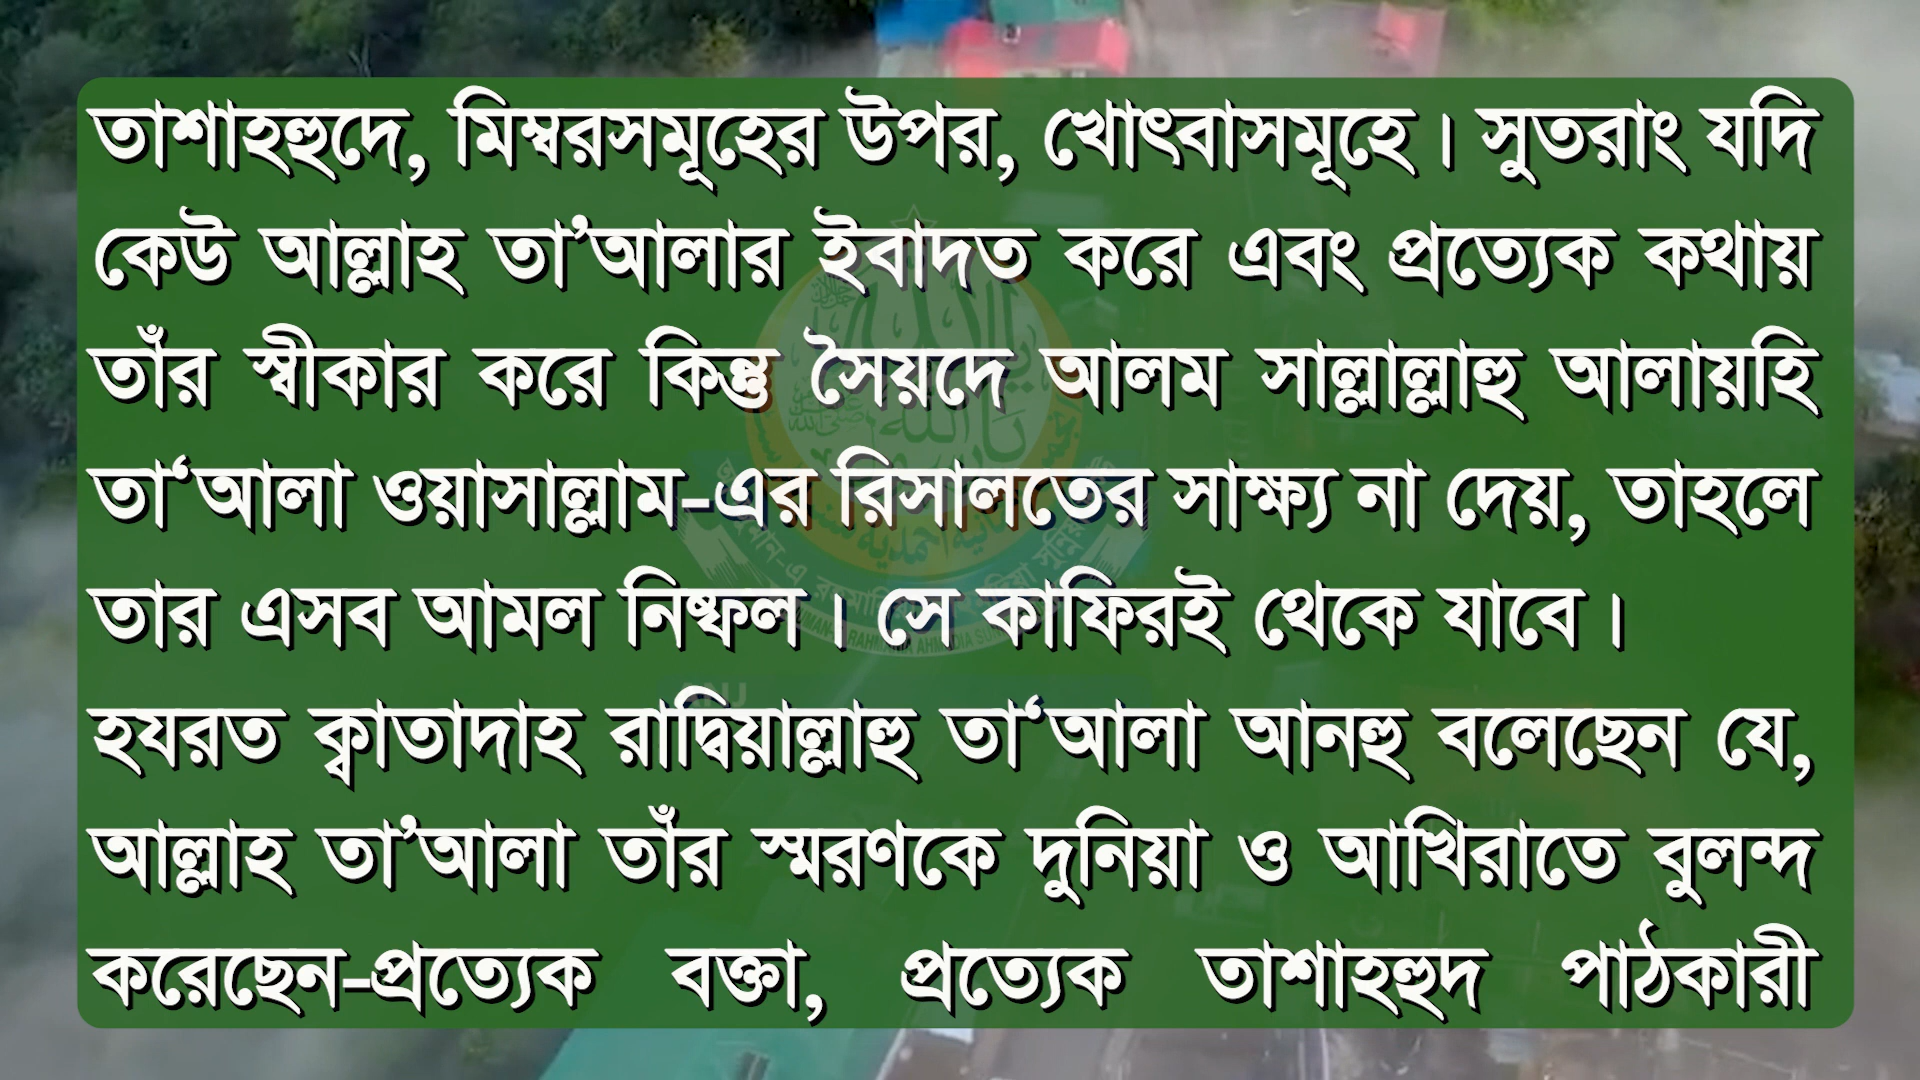 তাশাহহুদে, মিম্বরসমূহের উপর, খোৎবাসমূহে। সুতরাং যদি
কেউ আল্লাহ তা’আলার ইবাদত করে এবং প্রত্যেক কথায়
তাঁর স্বীকার করে কিন্তু সৈয়দে আলম সাল্লাল্লাহু আলায়হি
তা‘আলা ওয়াসাল্লাম-এর রিসালতের সাক্ষ্য না দেয়, তাহলে
তার এসব আমল নিষ্ফল। সে কাফিরই থেকে যাবে।
হযরত ক্বাতাদাহ রাদ্বিয়াল্লাহু তা‘আলা আনহু বলেছেন যে,
আল্লাহ তা’আলা তাঁর স্মরণকে দুনিয়া ও আখিরাতে বুলন্দ
করেছেন-প্রত্যেক বক্তা, প্রত্যেক তাশাহহুদ পাঠকারী